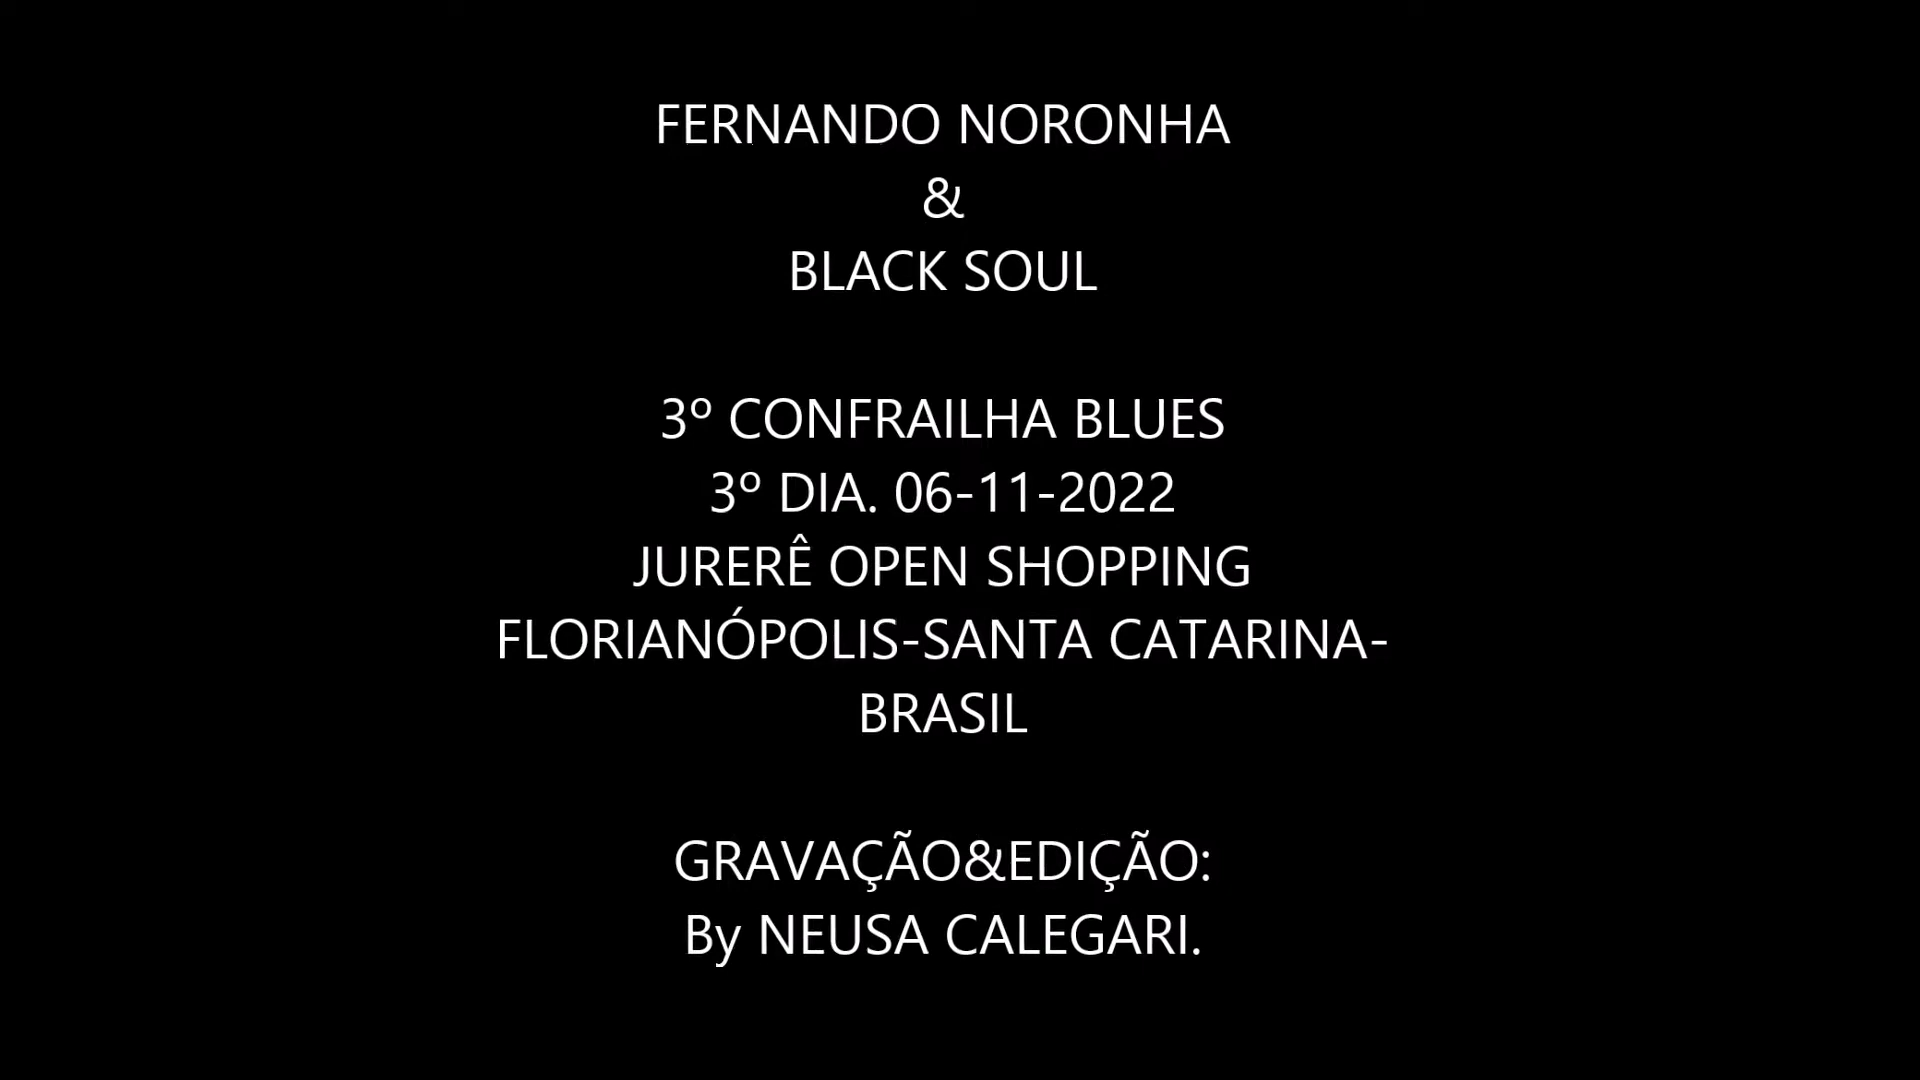 FERNANDO NORONHA
&
BLACK SOUL
3º CONFRAILHA BLUES
3º DIA. 06-11-2022
JURERÊ OPEN SHOPPING
FLORIANÓPOLIS-SANTA CATARINA-
BRASIL
GRAVAÇÃO&EDIÇÃO:
By NEUSA CALEGARI.